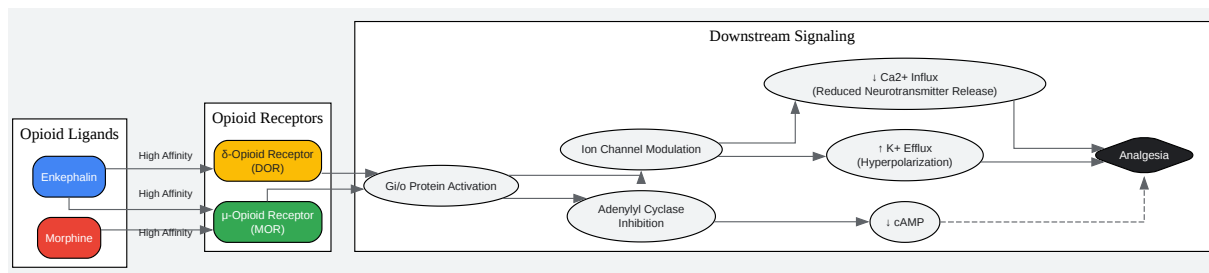 Downstream Signaling
↓ Ca2+ Influx
(Reduced Neurotransmitter Release)
Opioid Receptors
Opioid Ligands
High Affinity
δ-Opioid Receptor
(DOR)
Ion Channel Modulation
↑ K+ Efflux
(Hyperpolarization)
Analgesia
Enkephalin
High Affinity
Gi/o Protein Activation
μ-Opioid Receptor
(MOR)
Adenylyl Cyclase
Inhibition
↓ cAMP
Morphine
High Affinity